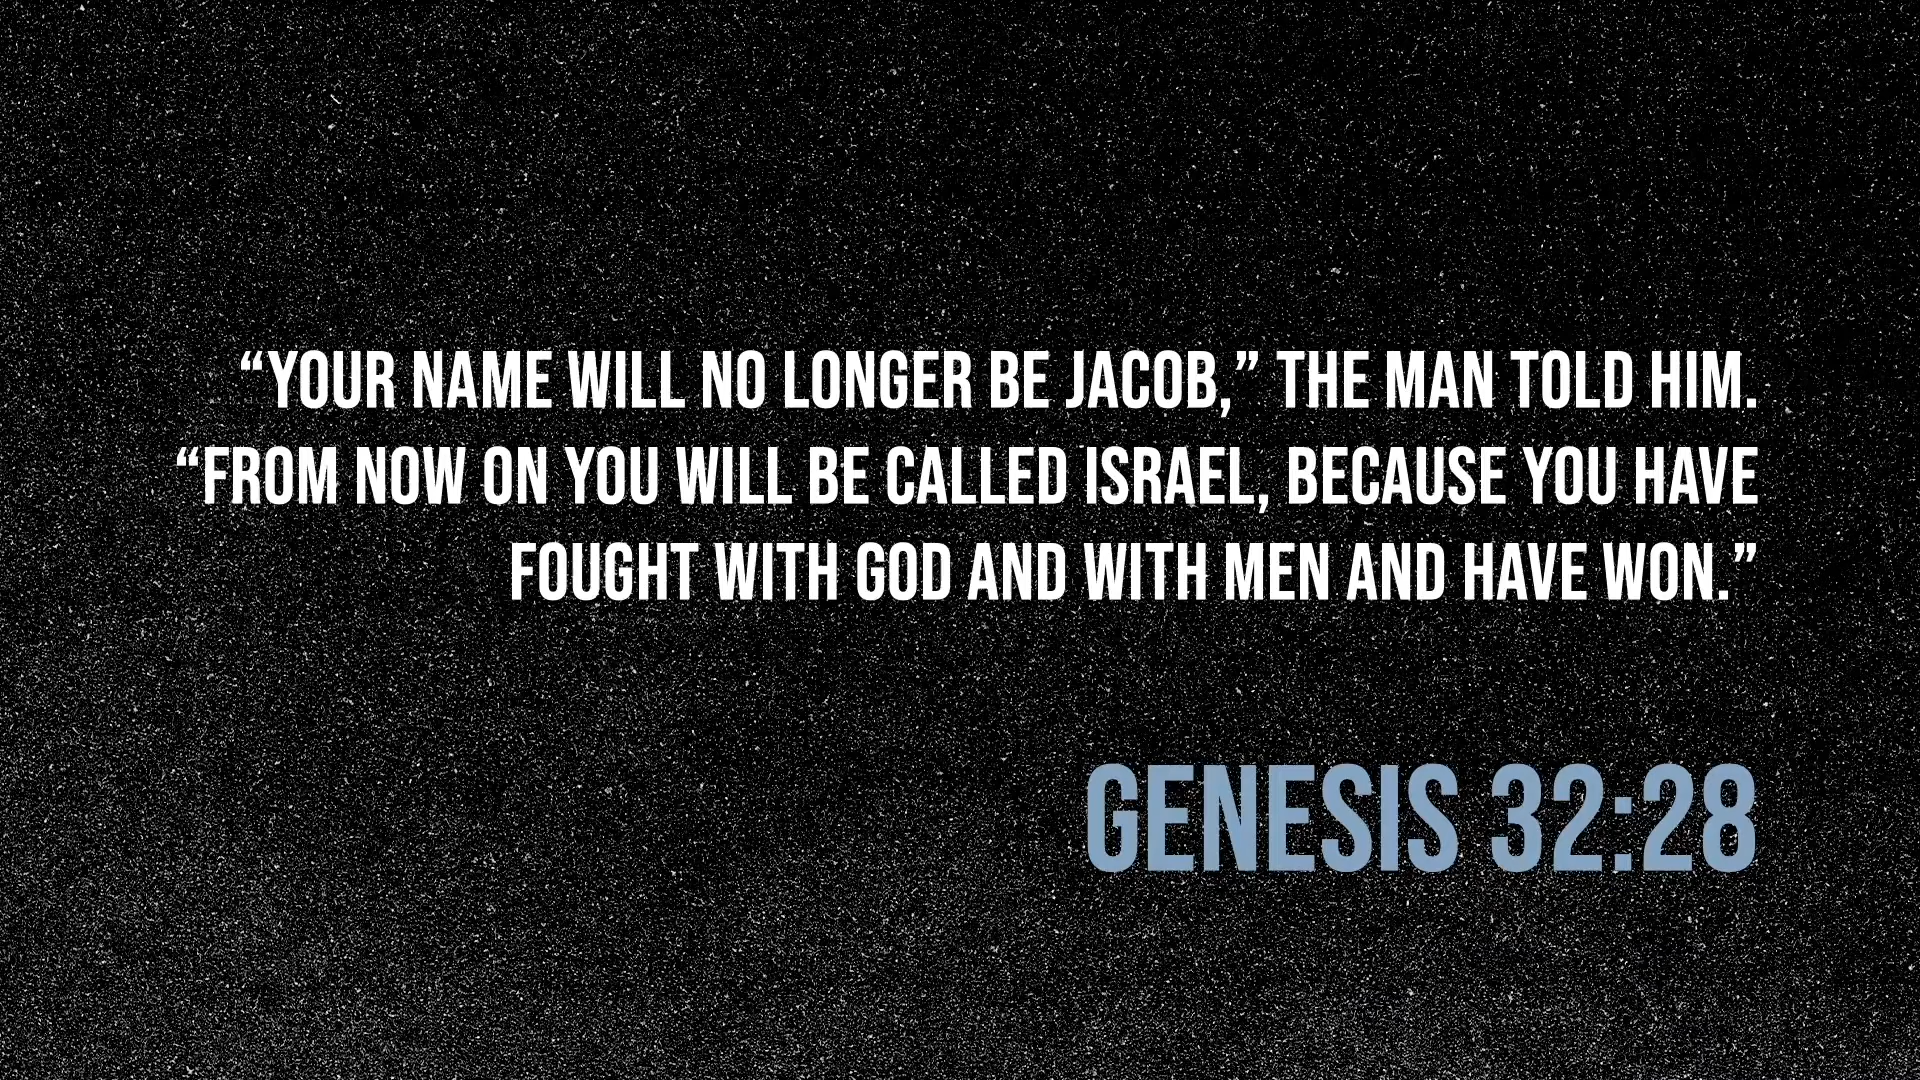 “YOUR NAME WILL NO LONGER BE JACOB,” THE MAN TOLD HIM.
“FROM NOW ON YOU WILL BE CALLED ISRAEL, BECAUSE YOU HAVE
FOUGHT WITH GOD AND WITH MEN AND HAVE WON.”
GENESIS 32:28